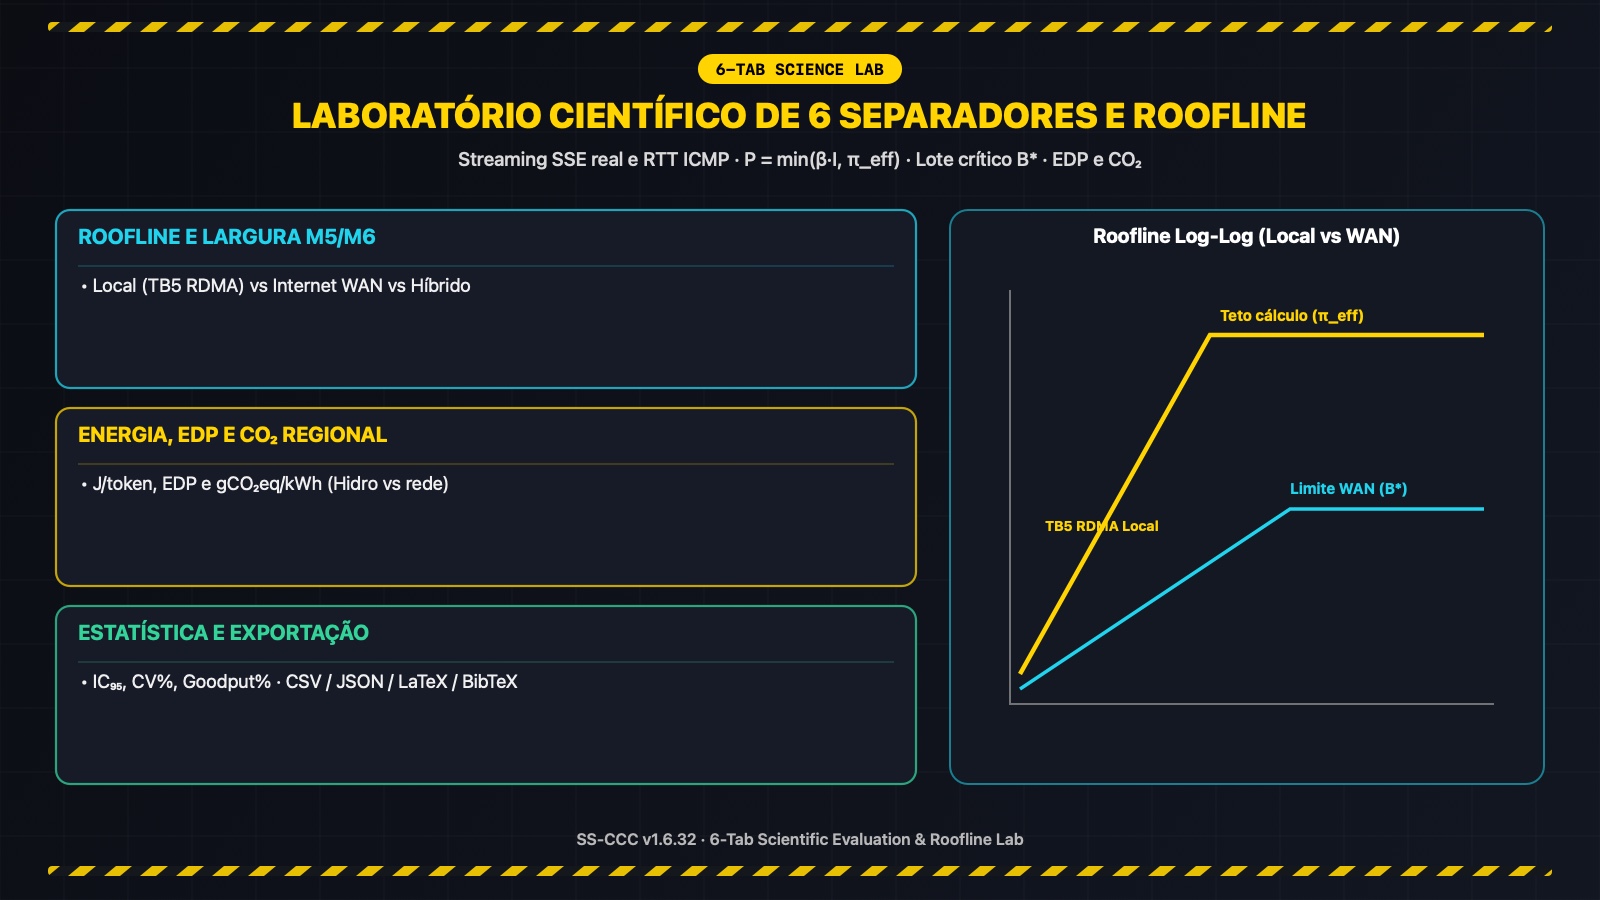 6-TAB SCIENCE LAB
LABORATÓRIO CIENTÍFICO DE 6 SEPARADORES E ROOFLINE
Streaming SSE real e RTT ICMP · P = min(β·I, π_eff) · Lote crítico B* · EDP e CO₂
ROOFLINE E LARGURA M5/M6
• Local (TB5 RDMA) vs Internet WAN vs Híbrido
ENERGIA, EDP E CO₂ REGIONAL
• J/token, EDP e gCO₂eq/kWh (Hidro vs rede)
ESTATÍSTICA E EXPORTAÇÃO
• IC₉₅, CV%, Goodput% · CSV / JSON / LaTeX / BibTeX
Roofline Log-Log (Local vs WAN)
Teto cálculo (π_eff)
Limite WAN (B*)
TB5 RDMA Local
SS-CCC v1.6.32 · 6-Tab Scientific Evaluation & Roofline Lab